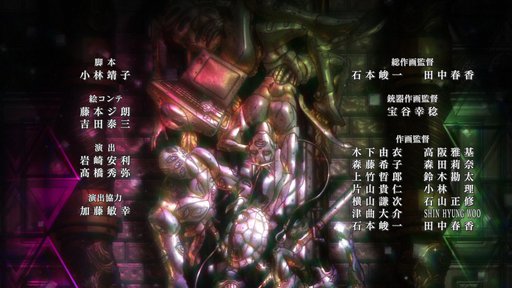 脚本
小林靖子
絵コンテ
藤本ジ朗
吉田泰三
演出
岩崎安利
髙橋秀弥
演出協力
加藤敏幸
総作画監督
石本峻一 田中春香
銃器作画監督
宝谷幸稔
作画監督
木下由衣 高阪雅基
森藤希子 森田莉奈
上竹哲郎 鈴木勘太
片山貴仁 小林理
横山謙次 石山正修
津曲大介 SHIN HYUNG WOO
石本峻一 田中春香